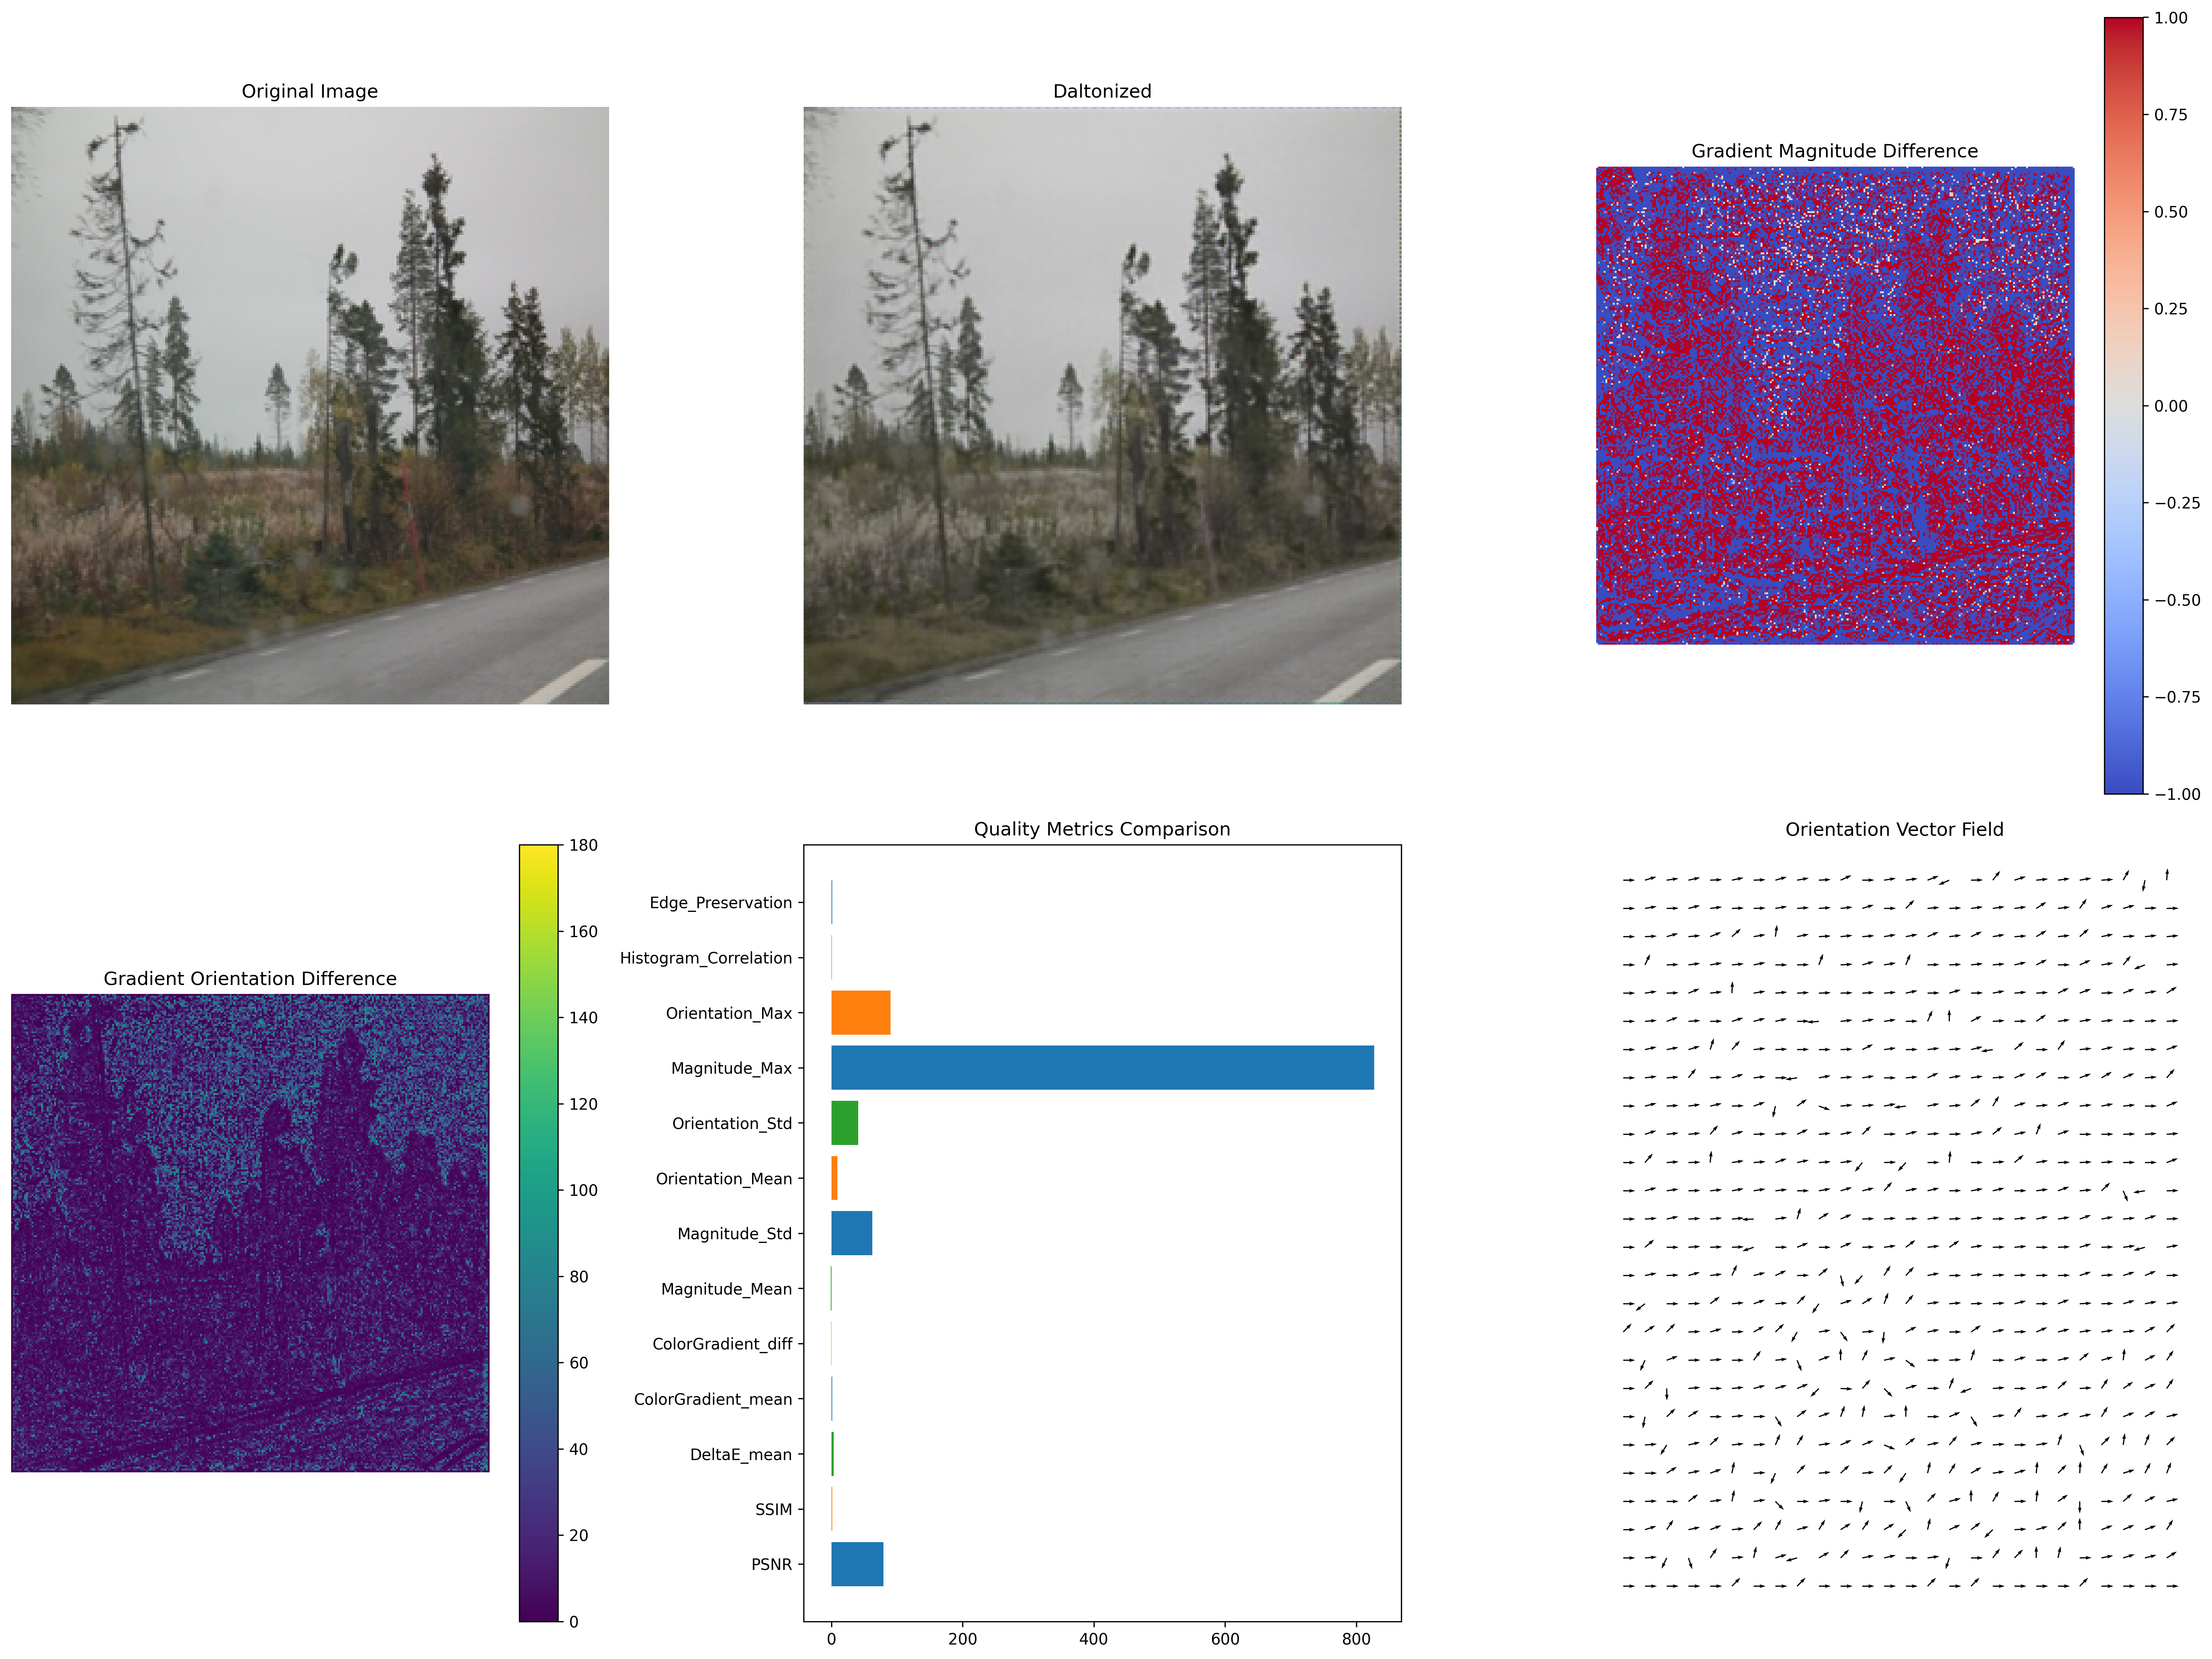 Original Image
Daltonized
Gradient Magnitude Difference
1.00
0.75
0.50
0.25
0.00
−0.25
−0.50
−0.75
−1.00
Gradient Orientation Difference
180
160
140
120
100
80
60
40
20
0
Quality Metrics Comparison
Edge_Preservation
Histogram_Correlation
Orientation_Max
Magnitude_Max
Orientation_Std
Orientation_Mean
Magnitude_Std
Magnitude_Mean
ColorGradient_diff
ColorGradient_mean
DeltaE_mean
SSIM
PSNR
0 200 400 600 800
Orientation Vector Field